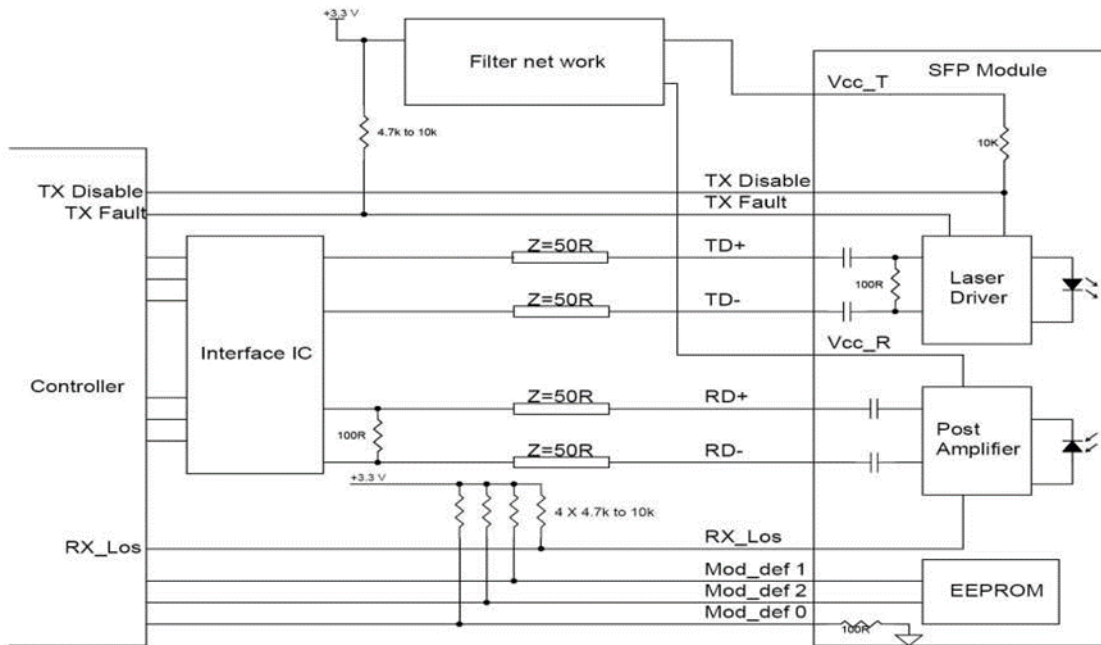 +3.3 V
Filter net work
SFP Module
Vcc_T
4.7k to 10k
10K
TX Disable
TX Disable
TX Fault
TX Fault
Z=50R
TD+
Laser
Driver
100R
Z=50R
TD-
Interface IC
Vcc_R
Controller
Z=50R
RD+
Post
Amplifier
100R
Z=50R
RD-
+3.3 V
4 X 4.7k to 10k
RX_Los
RX_Los
Mod_def 1
EEPROM
Mod_def 2
Mod_def 0
100R